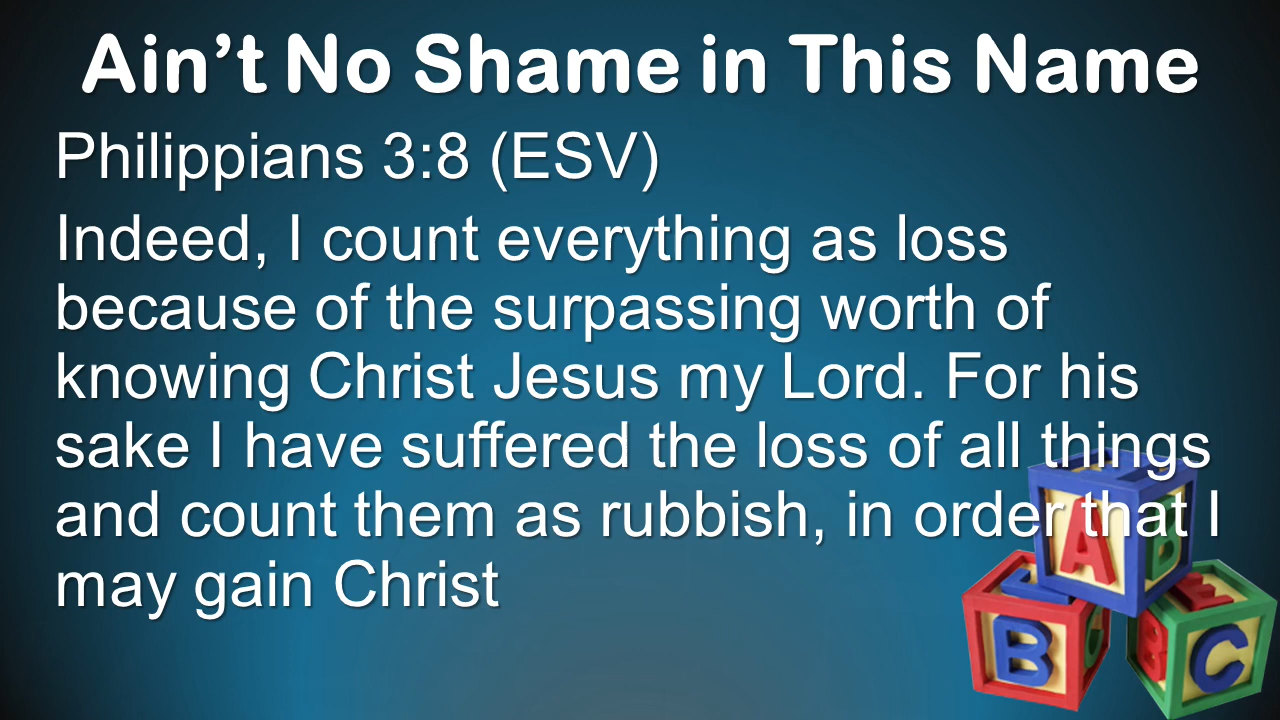 Ain’t No Shame in This Name
Philippians 3:8 (ESV)
Indeed, I count everything as loss
because of the surpassing worth of
knowing Christ Jesus my Lord. For his
sake I have suffered the loss of all things
and count them as rubbish, in order that I
may gain Christ
A B
B C
B E C